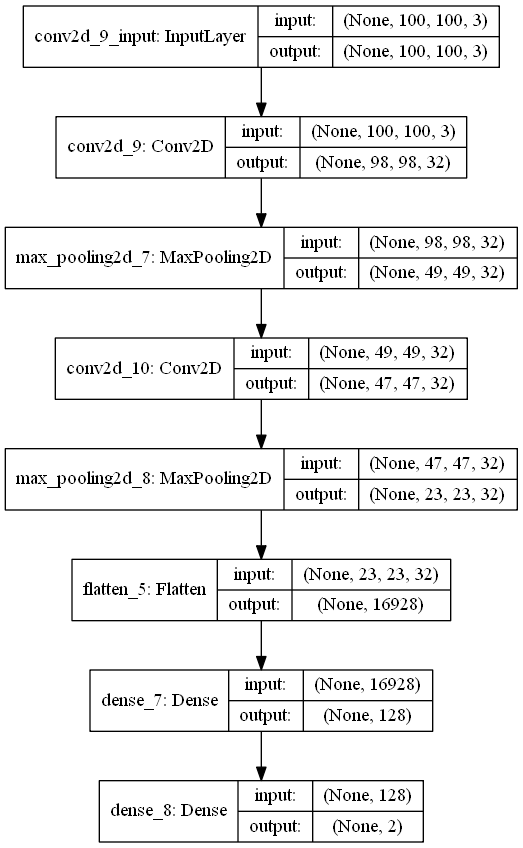 conv2d_9_input: InputLayer
input: (None, 100, 100, 3)
output: (None, 100, 100, 3)
conv2d_9: Conv2D
input: (None, 100, 100, 3)
output: (None, 98, 98, 32)
max_pooling2d_7: MaxPooling2D
input: (None, 98, 98, 32)
output: (None, 49, 49, 32)
conv2d_10: Conv2D
input: (None, 49, 49, 32)
output: (None, 47, 47, 32)
max_pooling2d_8: MaxPooling2D
input: (None, 47, 47, 32)
output: (None, 23, 23, 32)
flatten_5: Flatten
input: (None, 23, 23, 32)
output: (None, 16928)
dense_7: Dense
input: (None, 16928)
output: (None, 128)
dense_8: Dense
input: (None, 128)
output: (None, 2)